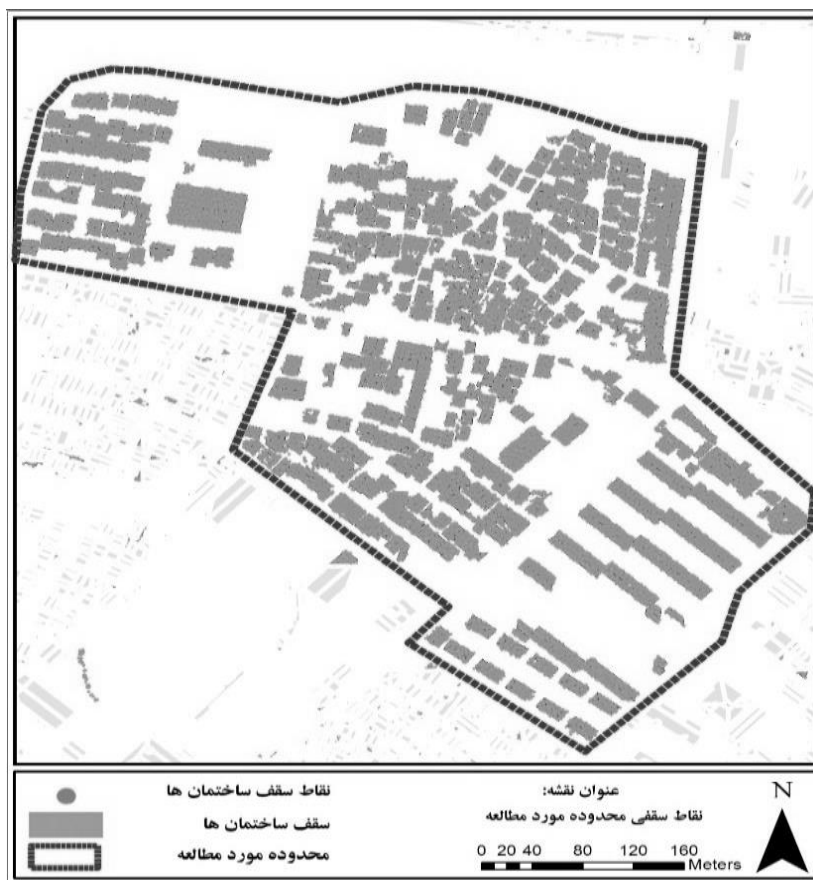 نقاط سقف ساختمان ها
سقف ساختمان ها
محدوده مورد مطالعه
عنوان نقشه:
نقاط سقفی محدوده مورد مطالعه
0 20 40 80 120 160
Meters
N